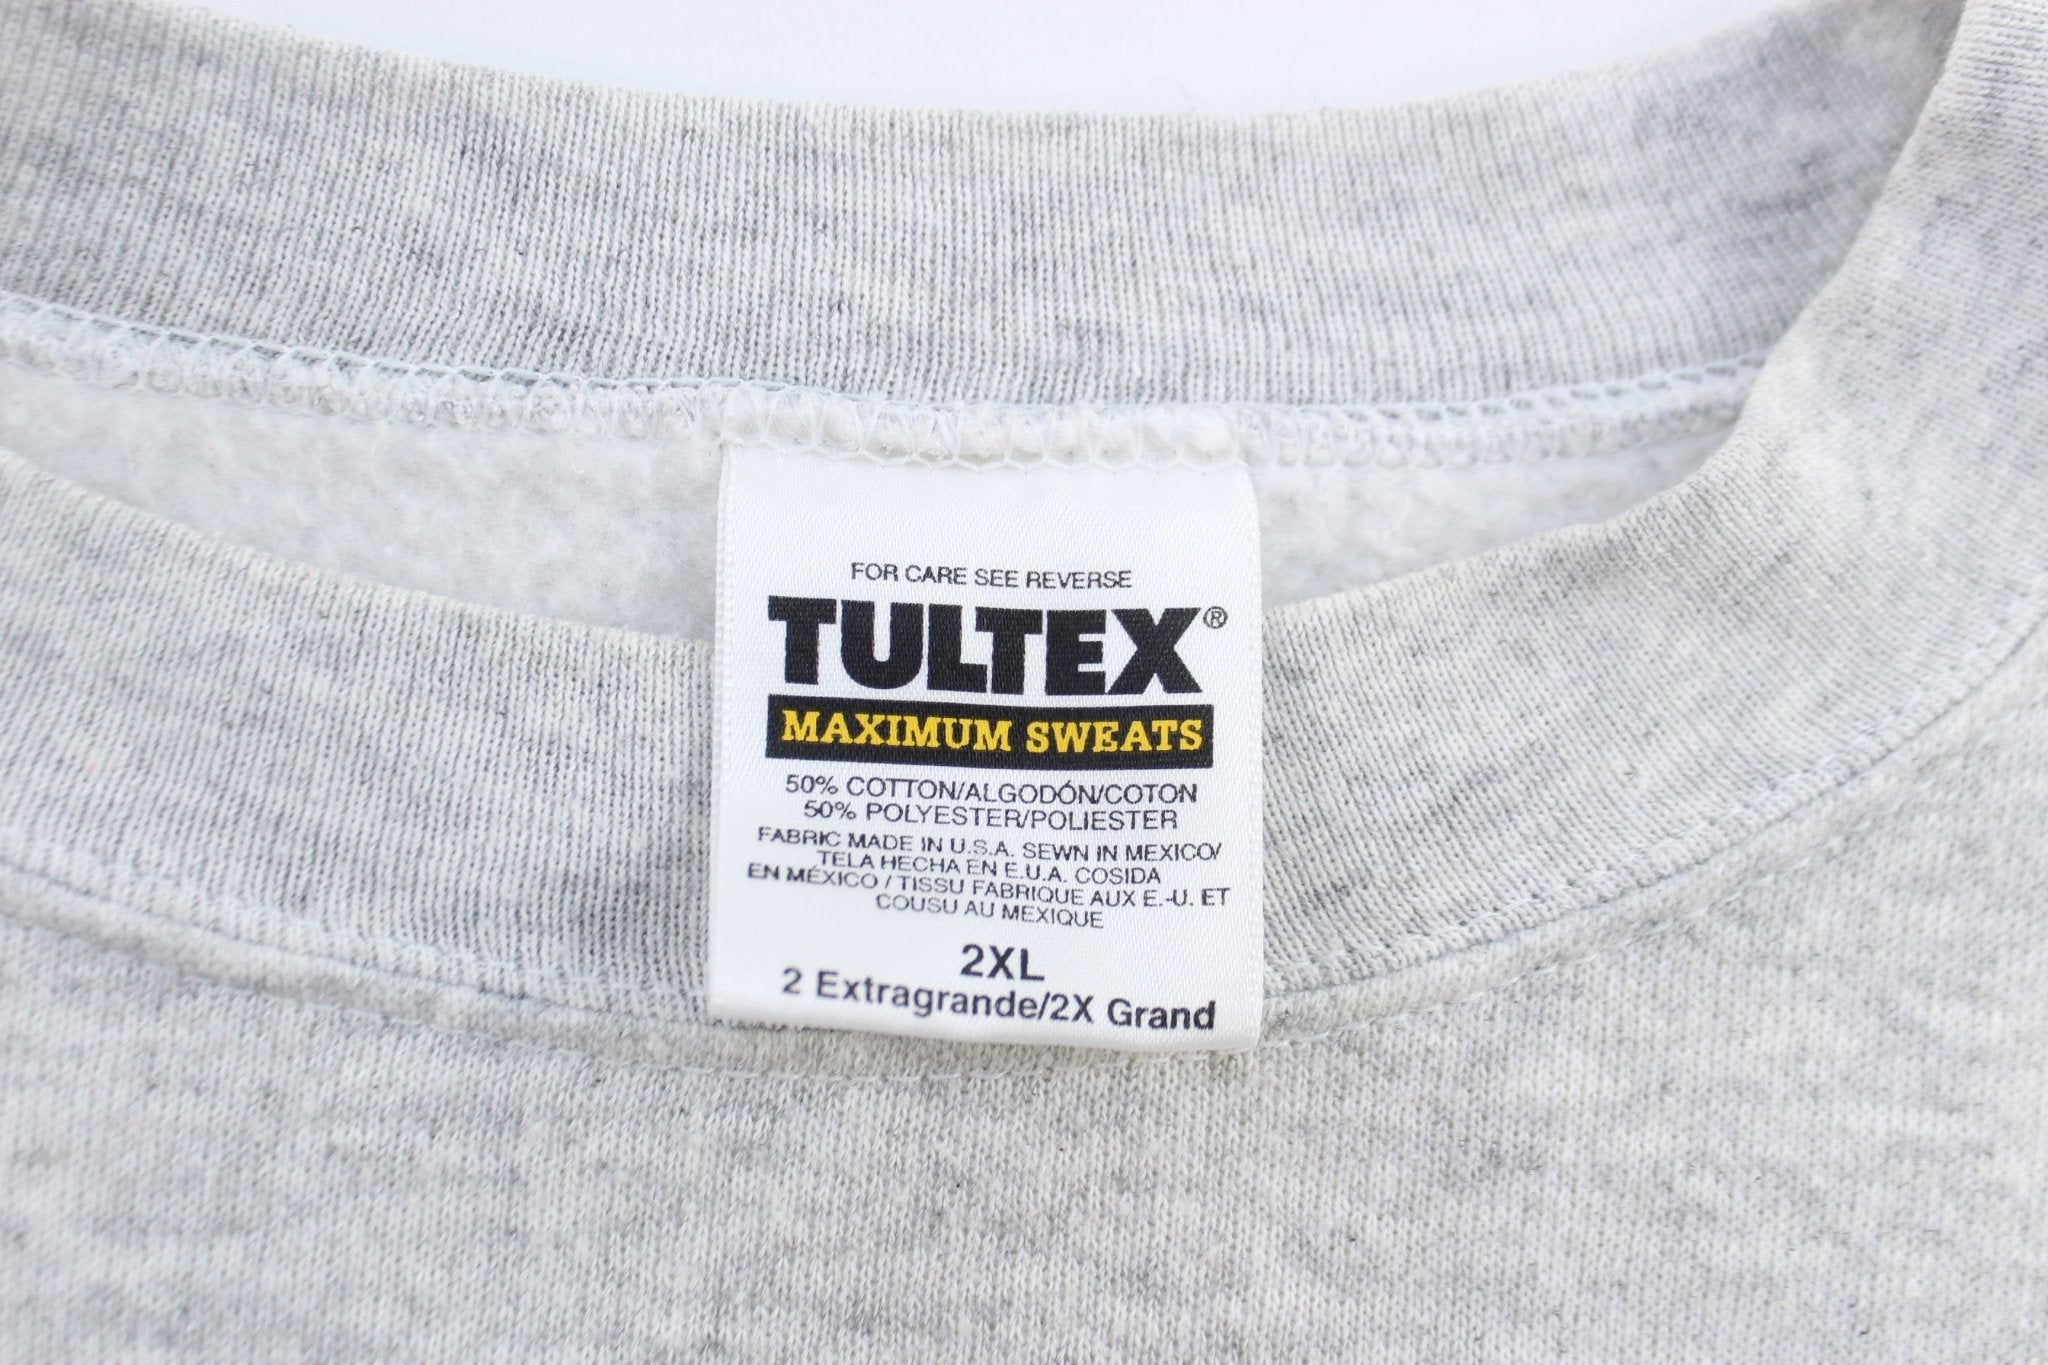 FOR CARE SEE REVERSE
TULTEX®
MAXIMUM SWEATS
50% COTTON/ALGODÓN/COTON
50% POLYESTER/POLIESTER
FABRIC MADE IN U.S.A. SEWN IN MEXICO/
TELA HECHA EN E.U.A. COSIDA
EN MÉXICO / TISSU FABRIQUE AUX E.-U. ET
COUSU AU MEXIQUE
2XL
2 Extragrande/2X Grand